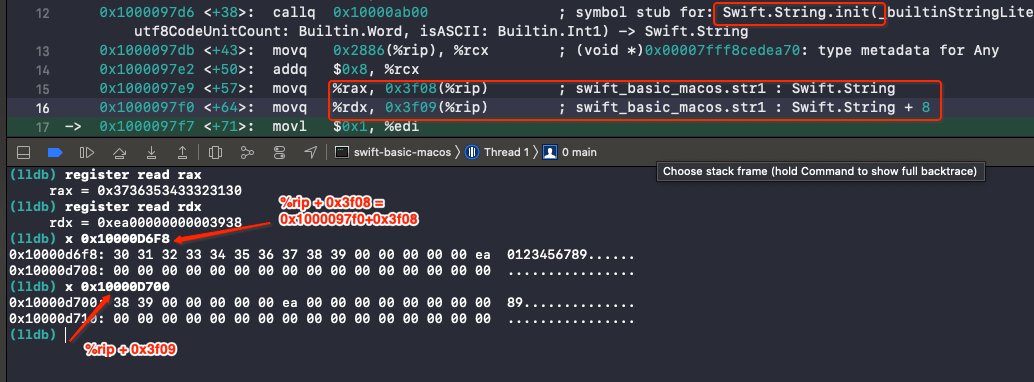 12 0x1000097d6 <+38>: callq 0x10000ab00 ; symbol stub for: Swift.String.init(_builtinStringLite
utf8CodeUnitCount: Builtin.Word, isASCII: Builtin.Int1) -> Swift.String
13 0x1000097db <+43>: movq 0x2886(%rip), %rcx ; (void *)0x00007fff8cedea70: type metadata for Any
14 0x1000097e2 <+50>: addq $0x8, %rcx
15 0x1000097e9 <+57>: movq %rax, 0x3f08(%rip) ; swift_basic_macos.str1 : Swift.String
16 0x1000097f0 <+64>: movq %rdx, 0x3f09(%rip) ; swift_basic_macos.str1 : Swift.String + 8
17 -> 0x1000097f7 <+71>: movl $0x1, %edi
swift-basic-macos Thread 1 0 main
Choose stack frame (hold Command to show full backtrace)
(lldb) register read rax
rax = 0x3736353433323130
(lldb) register read rdx
rdx = 0xea00000000003938
%rip + 0x3f08 =
0x1000097f0+0x3f08
(lldb) x 0x10000D6F8
0x10000d6f8: 30 31 32 33 34 35 36 37 38 39 00 00 00 00 00 ea 0123456789......
0x10000d708: 00 00 00 00 00 00 00 00 00 00 00 00 00 00 00 00 ................
(lldb) x 0x10000D700
0x10000d700: 38 39 00 00 00 00 00 ea 00 00 00 00 00 00 00 00 89..............
0x10000d710: 00 00 00 00 00 00 00 00 00 00 00 00 00 00 00 00 ................
(lldb)
%rip + 0x3f09